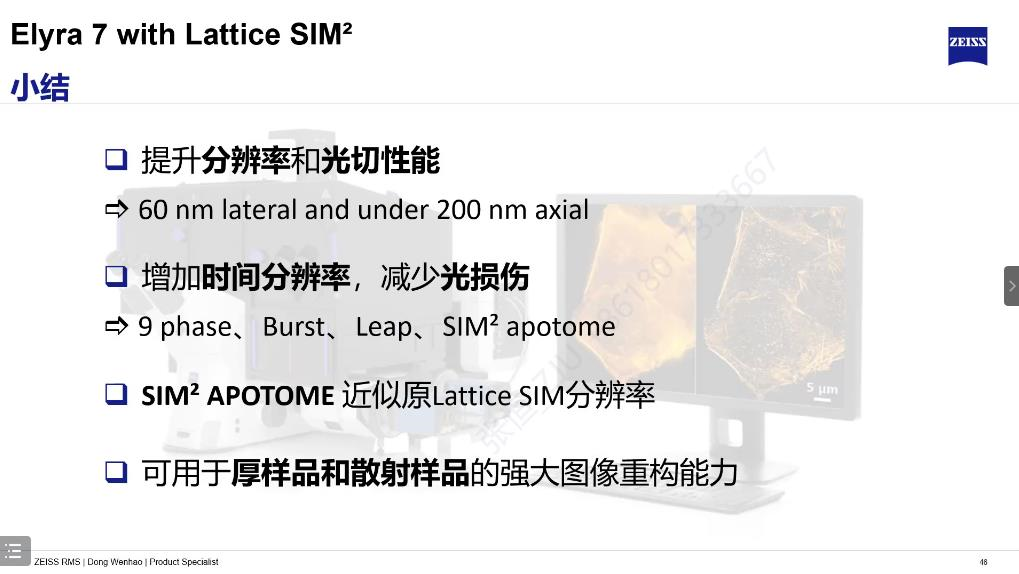 Elyra 7 with Lattice SIM²
ZEISS
小结
提升分辨率和光切性能
⇨ 60 nm lateral and under 200 nm axial
增加时间分辨率，减少光损伤
⇨ 9 phase、Burst、Leap、SIM² apotome
5 μm
SIM² APOTOME 近似原Lattice SIM分辨率
可用于厚样品和散射样品的强大图像重构能力
ZEISS RMS | Dong Wenhao | Product Specialist
46